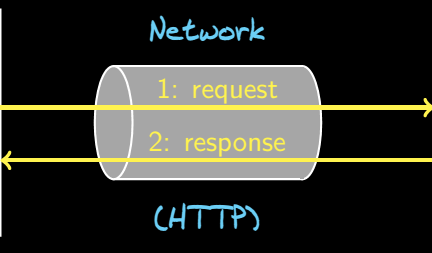 Network
1: request
2: response
(HTTP)